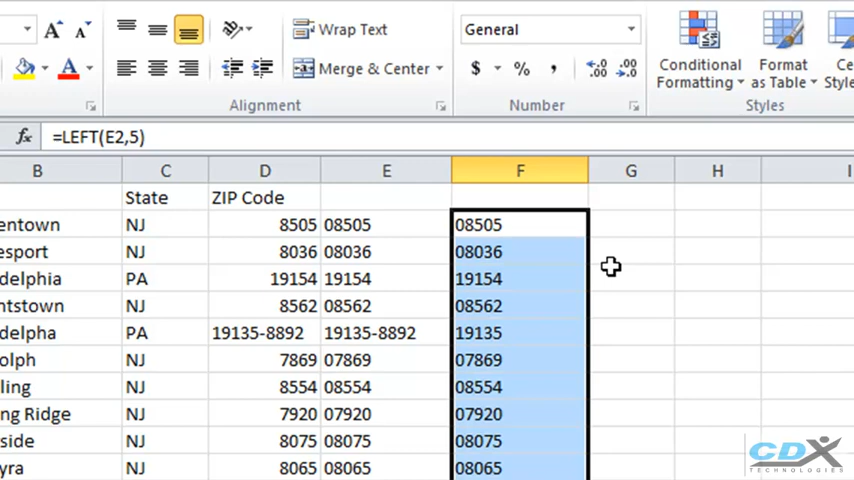 A A Wrap Text General
A Merge & Center $ % , .00 .00 Conditional Format
Formatting as Table
Alignment Number Styles
fx =LEFT(E2,5)
B C D E F G H I
State ZIP Code
entown NJ 8505 08505 08505
esport NJ 8036 08036 08036
delphia PA 19154 19154 19154
ntstown NJ 8562 08562 08562
delpha PA 19135-8892 19135-8892 19135
olph NJ 7869 07869 07869
ling NJ 8554 08554 08554
ng Ridge NJ 7920 07920 07920
side NJ 8075 08075 08075
yra NJ 8065 08065 08065
CDX
TECHNOLOGIES